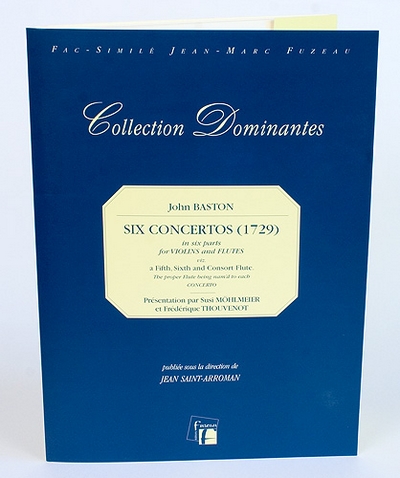 Fac-Similé Jean-Marc Fuzeau
Collection Dominantes
John BASTON
SIX CONCERTOS (1729)
in six parts
for VIOLINS and FLUTES
viz.
a Fifth, Sixth and Consort Flute.
The proper Flute being nam'd to each
CONCERTO
Présentation par Susi MÖHLMEIER
et Frédérique THOUVENOT
publiée sous la direction de
JEAN SAINT-ARROMAN
fuzeau